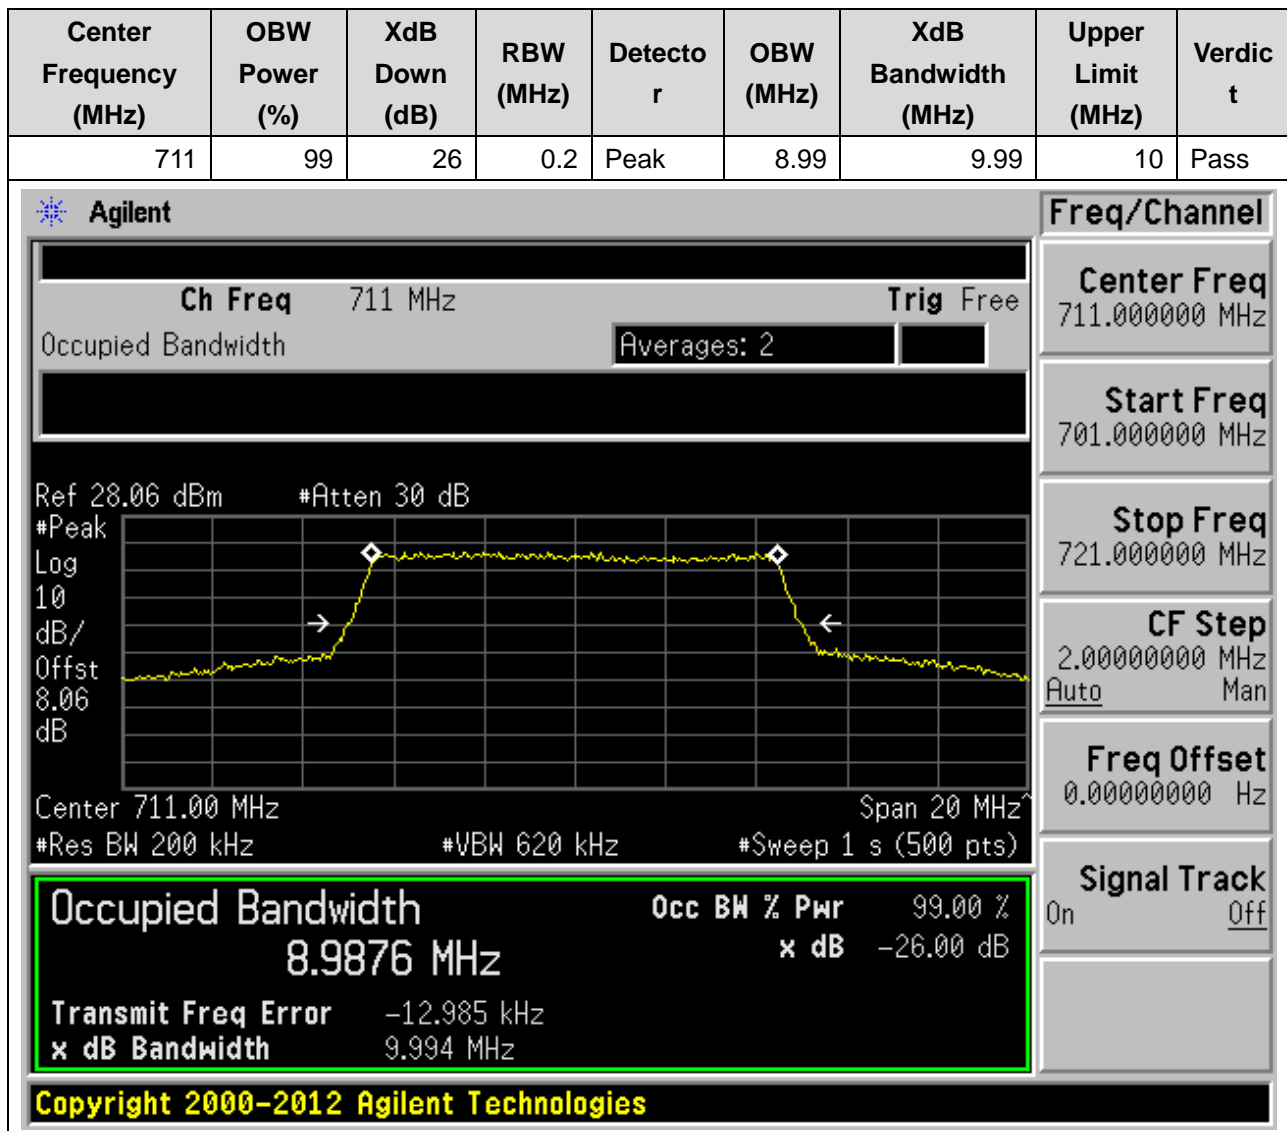 Center Frequency (MHz) OBW Power (%) XdB Down (dB) RBW (MHz) Detecto r OBW (MHz) XdB Bandwidth (MHz) Upper Limit (MHz) Verdic t
711 99 26 0.2 Peak 8.99 9.99 10 Pass
Agilent
Freq/Channel
Ch Freq 711 MHz Trig Free
Occupied Bandwidth Averages: 2
Ref 28.06 dBm #Atten 30 dB
#Peak
Log
10
dB/
Offst
8.06
dB
Center 711.00 MHz Span 20 MHz^
#Res BW 200 kHz #VBW 620 kHz #Sweep 1 s (500 pts)
Occupied Bandwidth
8.9876 MHz
Occ BW % Pwr 99.00 %
x dB -26.00 dB
Transmit Freq Error -12.985 kHz
x dB Bandwidth 9.994 MHz
Center Freq
711.000000 MHz
Start Freq
701.000000 MHz
Stop Freq
721.000000 MHz
CF Step
2.00000000 MHz
Auto Man
Freq Offset
0.00000000 Hz
Signal Track
On Off
Copyright 2000-2012 Agilent Technologies